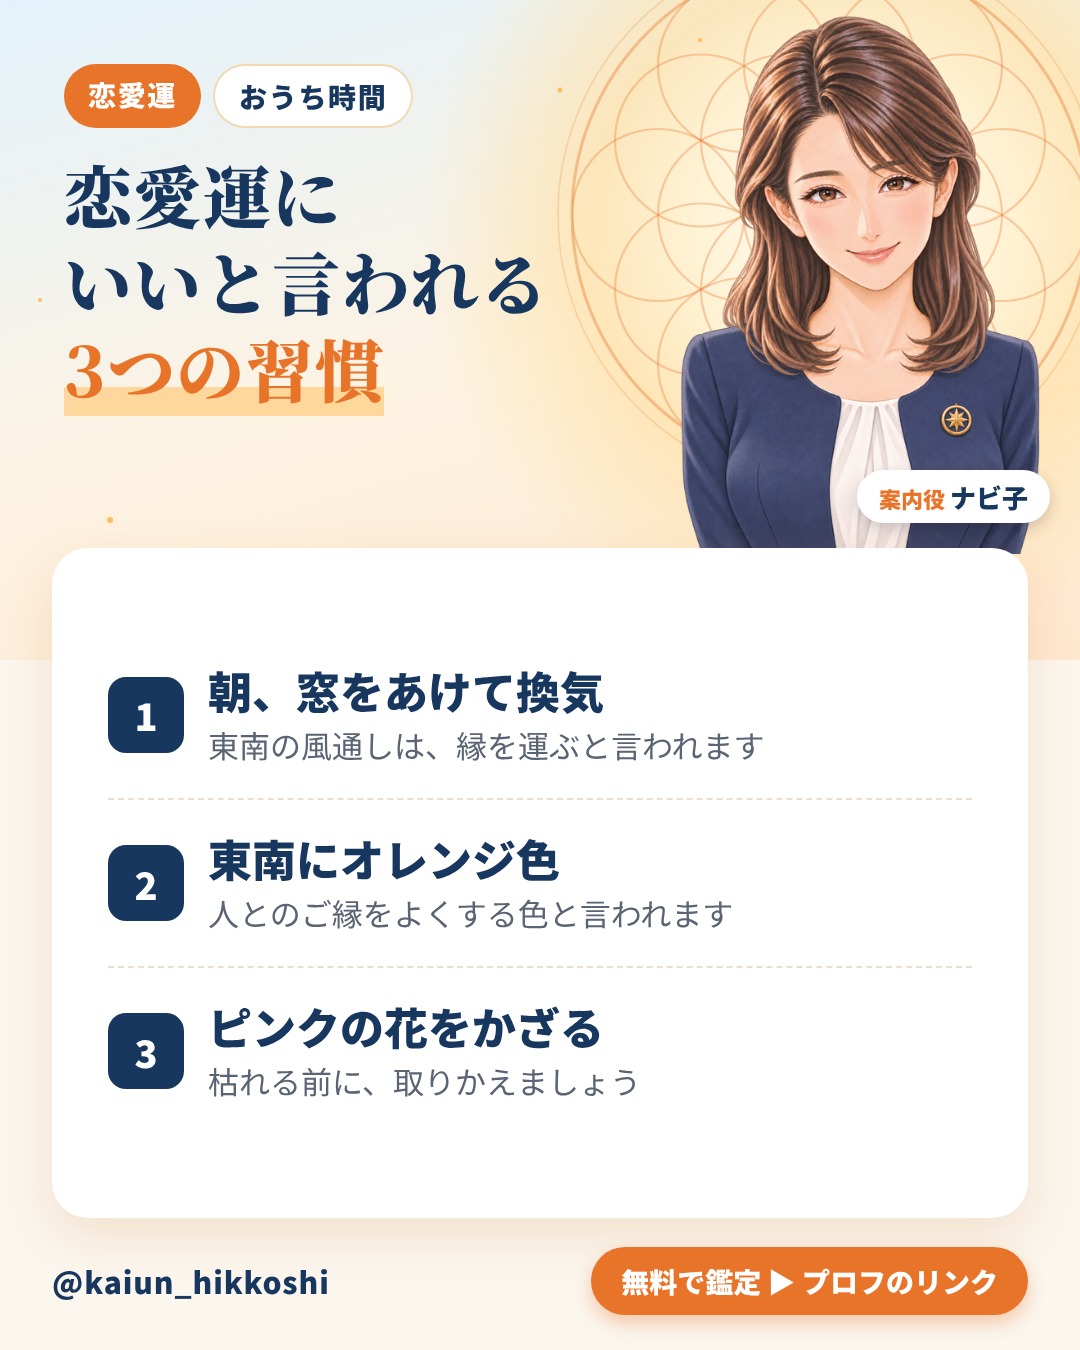 恋愛運
おうち時間
恋愛運に
いいと言われる
3つの習慣
案内役 ナビ子
1
朝、窓をあけて換気
東南の風通しは、縁を運ぶと言われます
2
東南にオレンジ色
人とのご縁をよくする色と言われます
3
ピンクの花をかざる
枯れる前に、取りかえましょう
@kaiun_hikkoshi
無料で鑑定 ▶ プロフのリンク